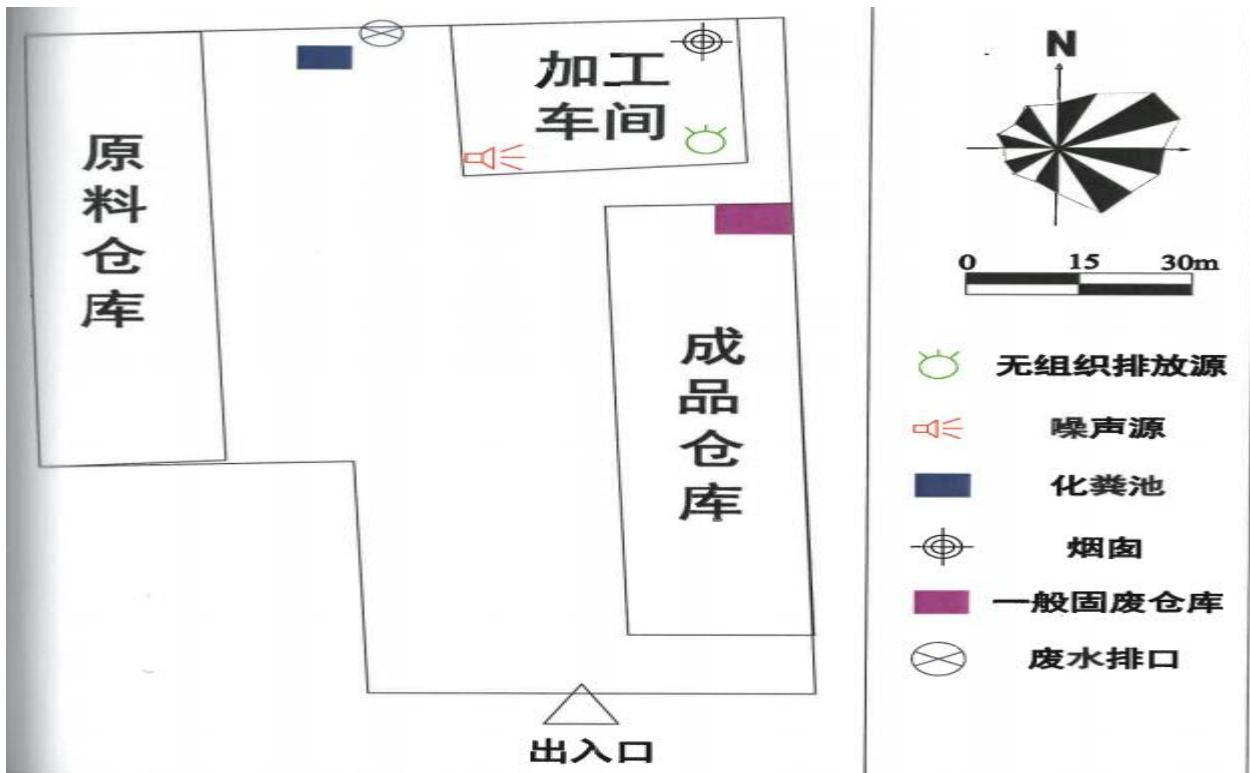 原料仓库
加工
车间
成品仓库
出入口
N
0 15 30m
无组织排放源
噪声源
化粪池
烟囱
一般固废仓库
废水排口